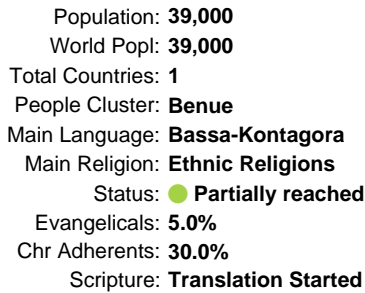 Population: 39,000
World Popl: 39,000
Total Countries: 1
People Cluster: Benue
Main Language: Bassa-Kontagora
Main Religion: Ethnic Religions
Status: Partially reached
Evangelicals: 5.0%
Chr Adherents: 30.0%
Scripture: Translation Started